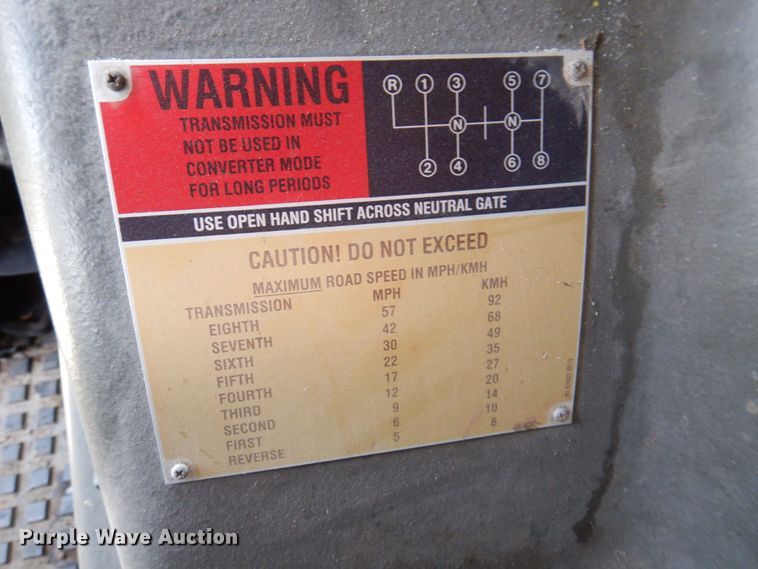 WARNING
TRANSMISSION MUST
NOT BE USED IN
CONVERTER MODE
FOR LONG PERIODS
R 1 3 5 7
N N
2 4 6 8
USE OPEN HAND SHIFT ACROSS NEUTRAL GATE
CAUTION! DO NOT EXCEED
MAXIMUM ROAD SPEED IN MPH/KMH
TRANSMISSION MPH KMH
EIGHTH 57 92
SEVENTH 42 68
SIXTH 30 49
FIFTH 22 35
FOURTH 17 27
THIRD 12 20
SECOND 9 14
FIRST 6 10
REVERSE 5 8
Purple Wave Auction